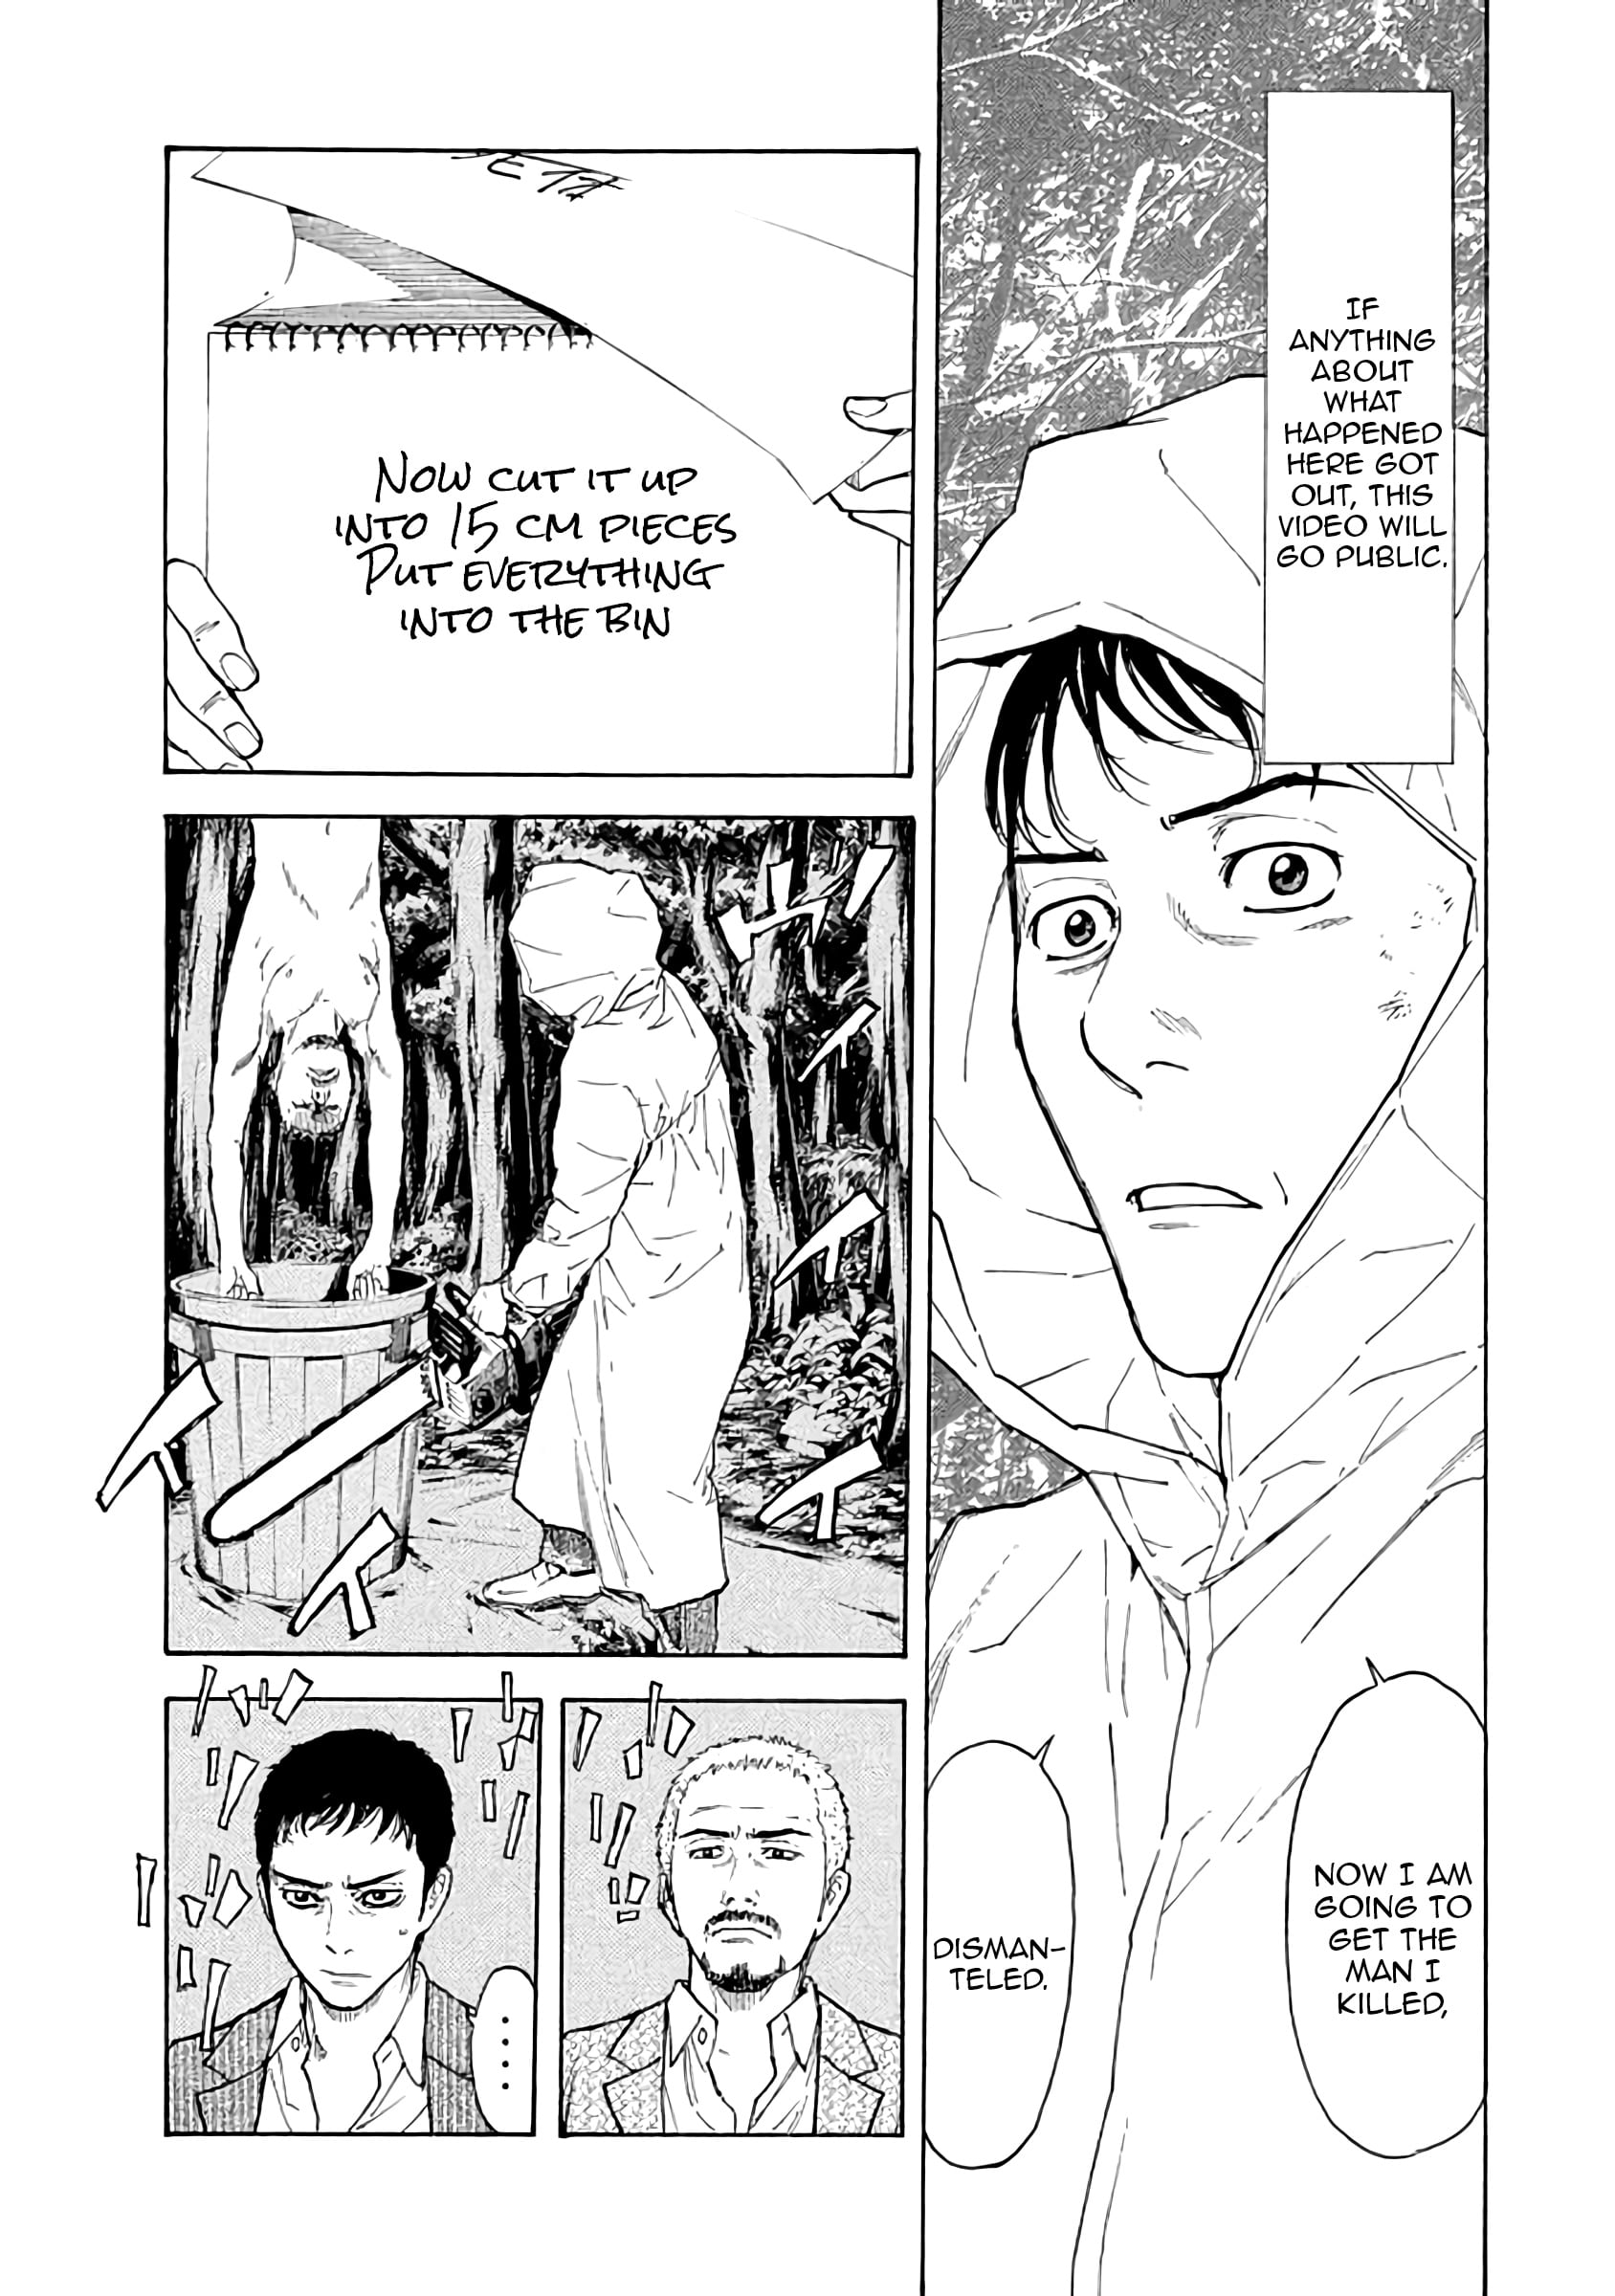 IF
ANYTHING
ABOUT
WHAT
HAPPENED
HERE GOT
OUT, THIS
VIDEO WILL
GO PUBLIC.
NOW I AM
GOING TO
GET THE
MAN I
KILLED,
DISMAN-
TELED.
NOW CUT IT UP
INTO 15 CM PIECES
PUT EVERYTHING
INTO THE BIN
....